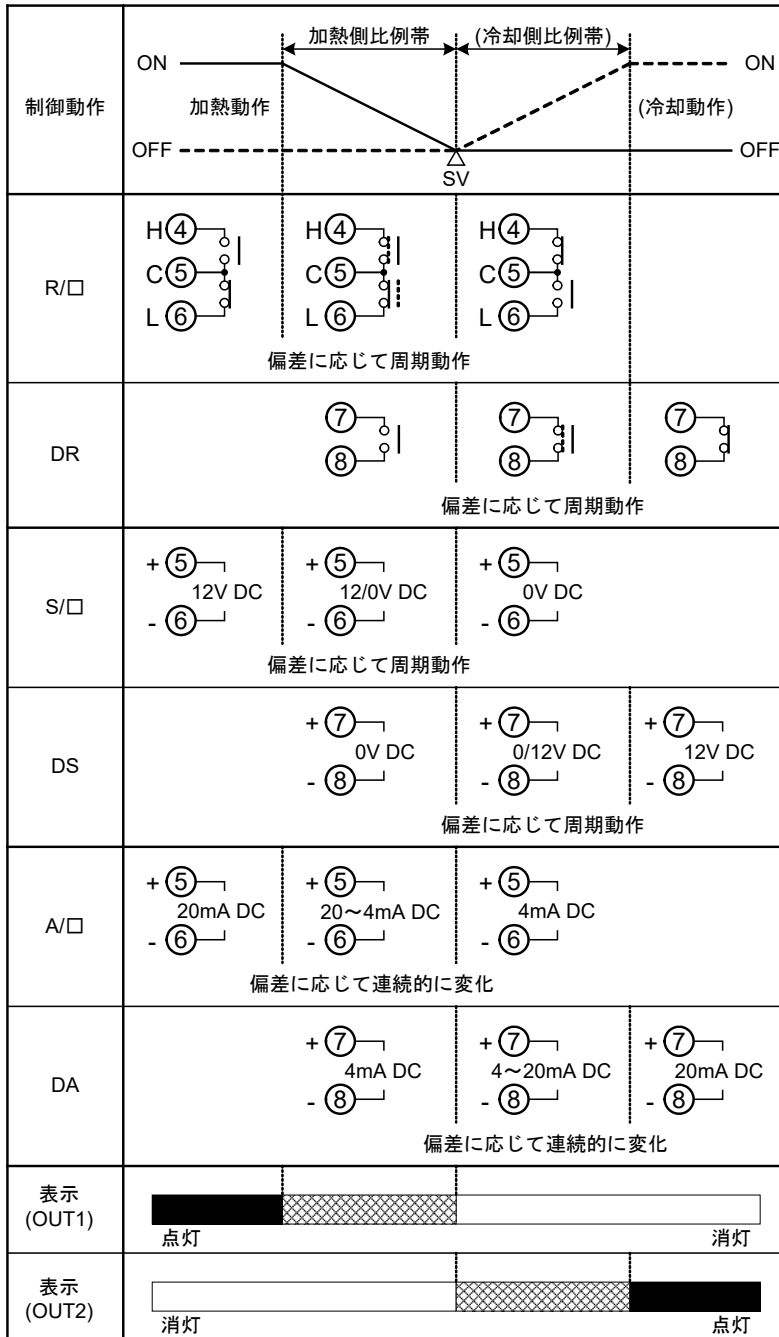 制御動作
加熱側比例帯 (冷却側比例帯)
ON ON
加熱動作 (冷却動作)
OFF OFF
SV
R/□
H④ H④ H④
C⑤ C⑤ C⑤
L⑥ L⑥ L⑥
偏差に応じて周期動作
DR
⑦ ⑦ ⑦
⑧ ⑧ ⑧
偏差に応じて周期動作
S/□
+⑤ +⑤ +⑤
12V DC 12/0V DC 0V DC
-⑥ -⑥ -⑥
偏差に応じて周期動作
DS
+⑦ +⑦ +⑦
0V DC 0/12V DC 12V DC
-⑧ -⑧ -⑧
偏差に応じて周期動作
A/□
+⑤ +⑤ +⑤
20mA DC 20～4mA DC 4mA DC
-⑥ -⑥ -⑥
偏差に応じて連続的に変化
DA
+⑦ +⑦ +⑦
4mA DC 4～20mA DC 20mA DC
-⑧ -⑧ -⑧
偏差に応じて連続的に変化
表示
(OUT1)
点灯 消灯
表示
(OUT2)
消灯 点灯